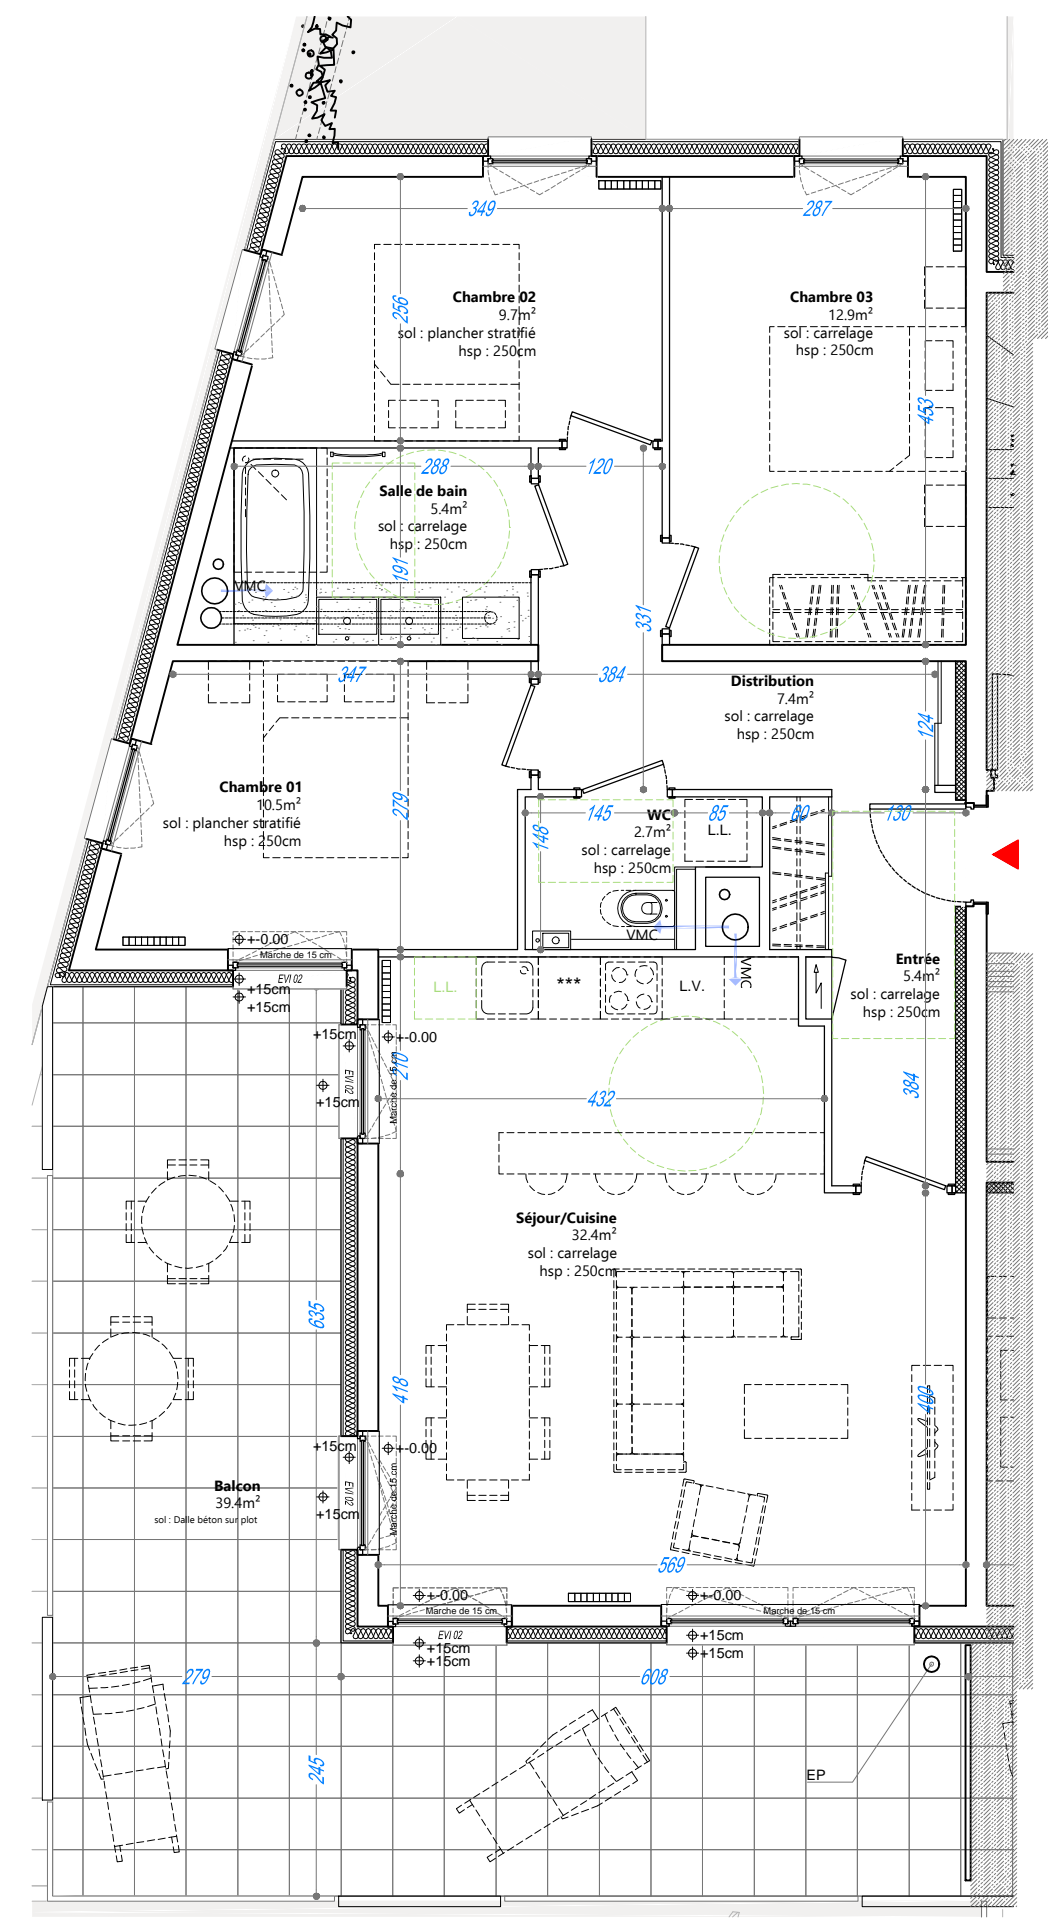 349
287
Chambre 02
9.7m²
sol : plancher stratifié
hsp : 250cm
256
Chambre 03
12.9m²
sol : carrelage
hsp : 250cm
453
288
120
Salle de bain
5.4m²
sol : carrelage
hsp : 250cm
191
VMC
331
347
384
Distribution
7.4m²
sol : carrelage
hsp : 250cm
124
Chambre 01
10.5m²
sol : plancher stratifié
hsp : 250cm
279
145
85
60
130
148
WC
2.7m²
sol : carrelage
hsp : 250cm
L.L.
VMC
VMC
+-0.00
Marche de 15 cm
EVI 02
+15cm
+15cm
L.L.
***
L.V.
Entrée
5.4m²
sol : carrelage
hsp : 250cm
384
+15cm
+-0.00
210
Marche de 15 cm
EVI 02
+15cm
432
Séjour/Cuisine
32.4m²
sol : carrelage
hsp : 250cm
635
418
400
+15cm
+-0.00
Marche de 15 cm
EVI 02
+15cm
Balcon
39.4m²
sol : Dalle béton sur plot
569
+-0.00
+-0.00
Marche de 15 cm
Marche de 15 cm
EVI 02
+15cm
+15cm
+15cm
+15cm
279
608
245
EP